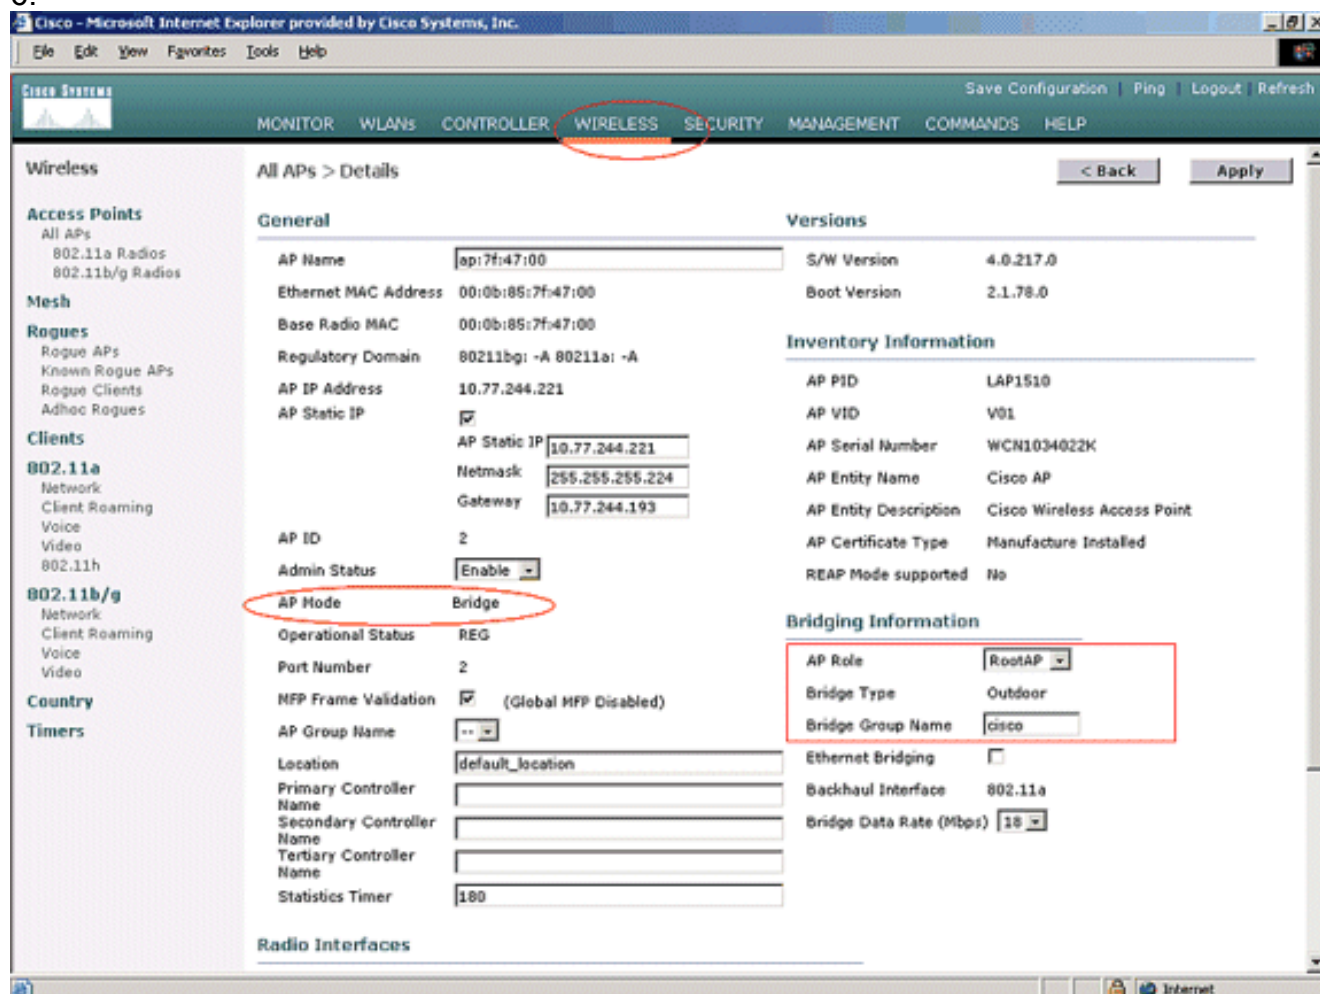 Cisco - Microsoft Internet Explorer provided by Cisco Systems, Inc.
File Edit View Favorites Tools Help
Cisco Systems
Save Configuration | Ping | Logout | Refresh
MONITOR WLANs CONTROLLER WIRELESS SECURITY MANAGEMENT COMMANDS HELP
Wireless
Access Points
All APs
802.11a Radios
802.11b/g Radios
Mesh
Rogues
Rogue APs
Known Rogue APs
Rogue Clients
Adhoc Rogues
Clients
802.11a
Network
Client Roaming
Voice
Video
802.11h
802.11b/g
Network
Client Roaming
Voice
Video
Country
Timers
All APs > Details
< Back Apply
General
AP Name ap:7f:47:00
Ethernet MAC Address 00:0b:85:7f:47:00
Base Radio MAC 00:0b:85:7f:47:00
Regulatory Domain 80211bg: -A 80211a: -A
AP IP Address 10.77.244.221
AP Static IP
AP Static IP 10.77.244.221
Netmask 255.255.255.224
Gateway 10.77.244.193
AP ID 2
Admin Status Enable
AP Mode Bridge
Operational Status REG
Port Number 2
MFP Frame Validation (Global MFP Disabled)
AP Group Name --
Location default_location
Primary Controller
Name
Secondary Controller
Name
Tertiary Controller
Name
Statistics Timer 180
Radio Interfaces
Versions
S/W Version 4.0.217.0
Boot Version 2.1.78.0
Inventory Information
AP PID LAP1510
AP VID V01
AP Serial Number WCN1034022K
AP Entity Name Cisco AP
AP Entity Description Cisco Wireless Access Point
AP Certificate Type Manufacture Installed
REAP Mode supported No
Bridging Information
AP Role RootAP
Bridge Type Outdoor
Bridge Group Name cisco
Ethernet Bridging
Backhaul Interface 802.11a
Bridge Data Rate (Mbps) 18
Internet